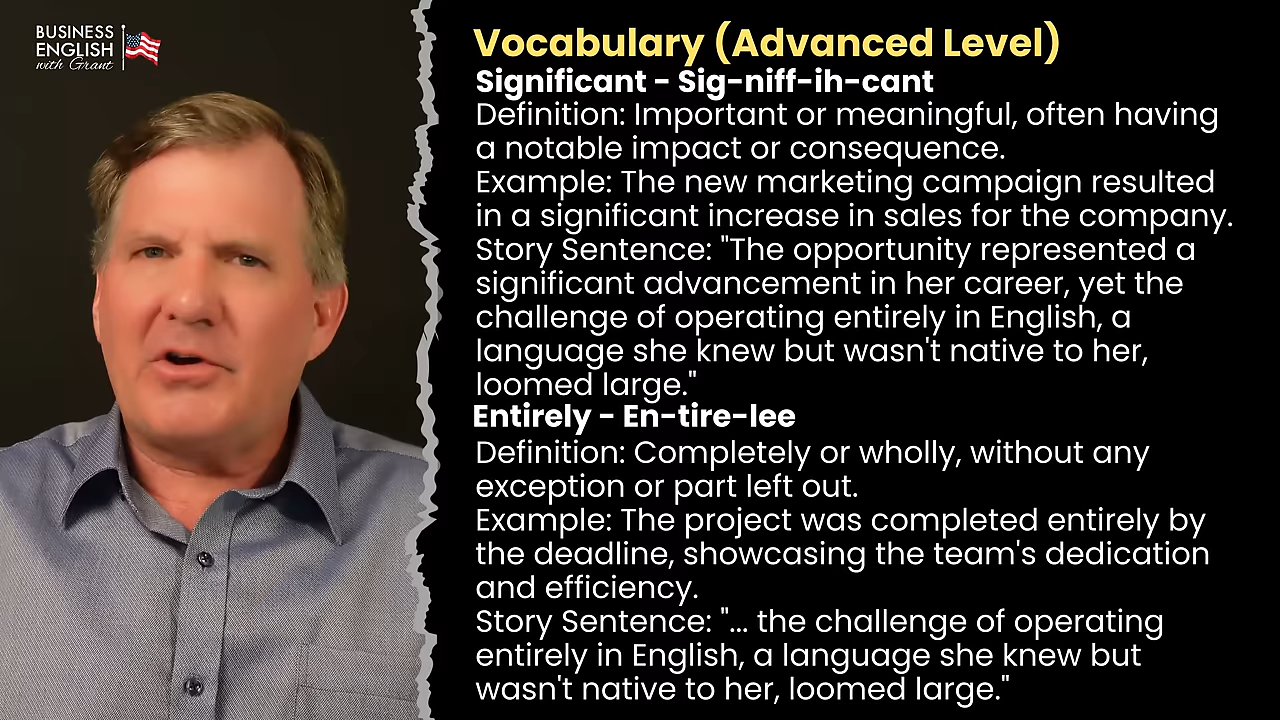 BUSINESS
ENGLISH
with Grant
Vocabulary (Advanced Level)
Significant - Sig-niff-ih-cant
Definition: Important or meaningful, often having
a notable impact or consequence.
Example: The new marketing campaign resulted
in a significant increase in sales for the company.
Story Sentence: "The opportunity represented a
significant advancement in her career, yet the
challenge of operating entirely in English, a
language she knew but wasn't native to her,
loomed large."
Entirely - En-tire-lee
Definition: Completely or wholly, without any
exception or part left out.
Example: The project was completed entirely by
the deadline, showcasing the team's dedication
and efficiency.
Story Sentence: "... the challenge of operating
entirely in English, a language she knew but
wasn't native to her, loomed large."